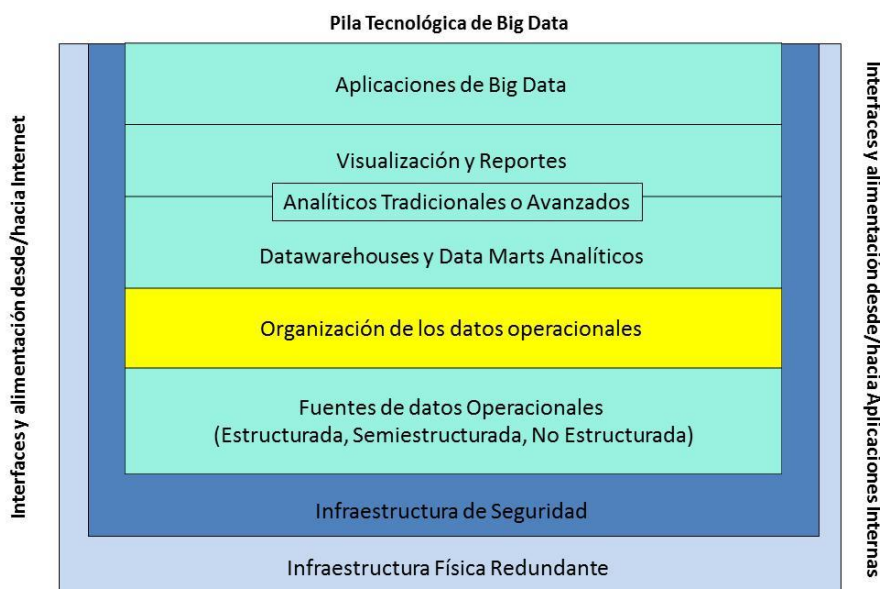 Pila Tecnológica de Big Data
Interfaces y alimentación desde/hacia Internet
Aplicaciones de Big Data
Visualización y Reportes
Analíticos Tradicionales o Avanzados
Datawarehouses y Data Marts Analíticos
Organización de los datos operacionales
Fuentes de datos Operacionales
(Estructurada, Semiestructurada, No Estructurada)
Infraestructura de Seguridad
Infraestructura Física Redundante
Interfaces y alimentación desde/hacia Aplicaciones Internas